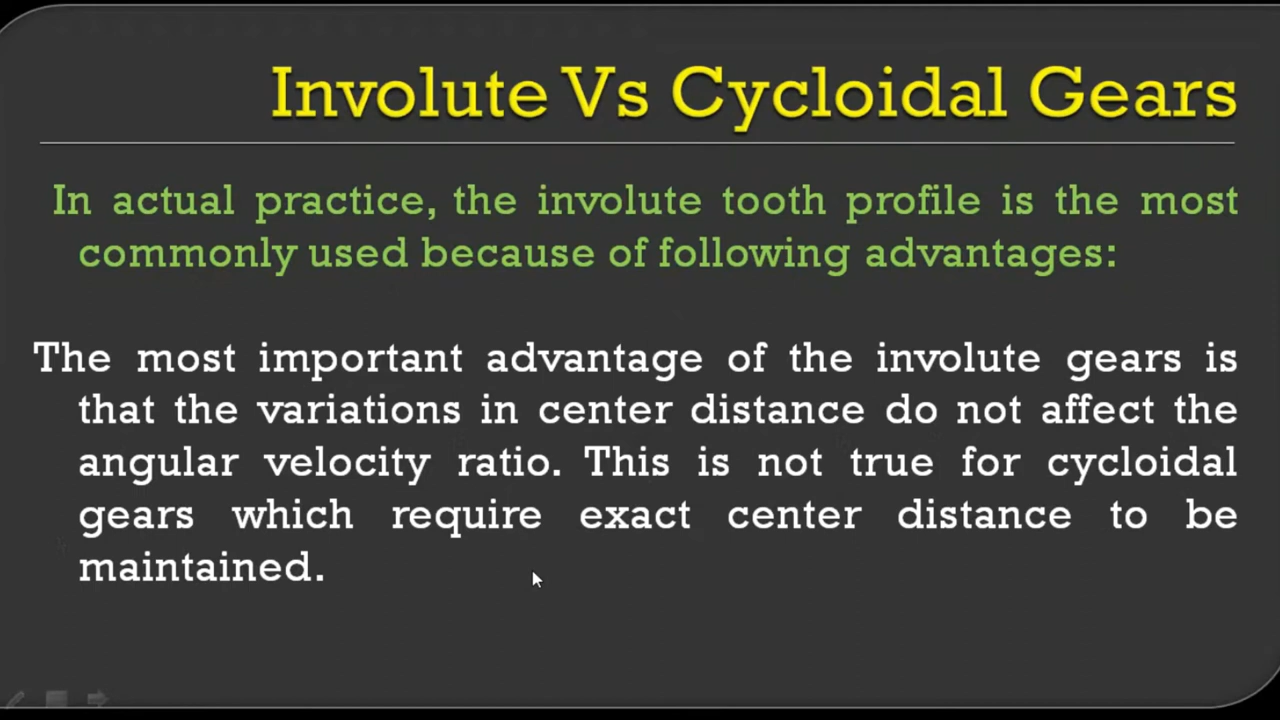 Involute Vs Cycloidal Gears
In actual practice, the involute tooth profile is the most
commonly used because of following advantages:
The most important advantage of the involute gears is
that the variations in center distance do not affect the
angular velocity ratio. This is not true for cycloidal
gears which require exact center distance to be
maintained.